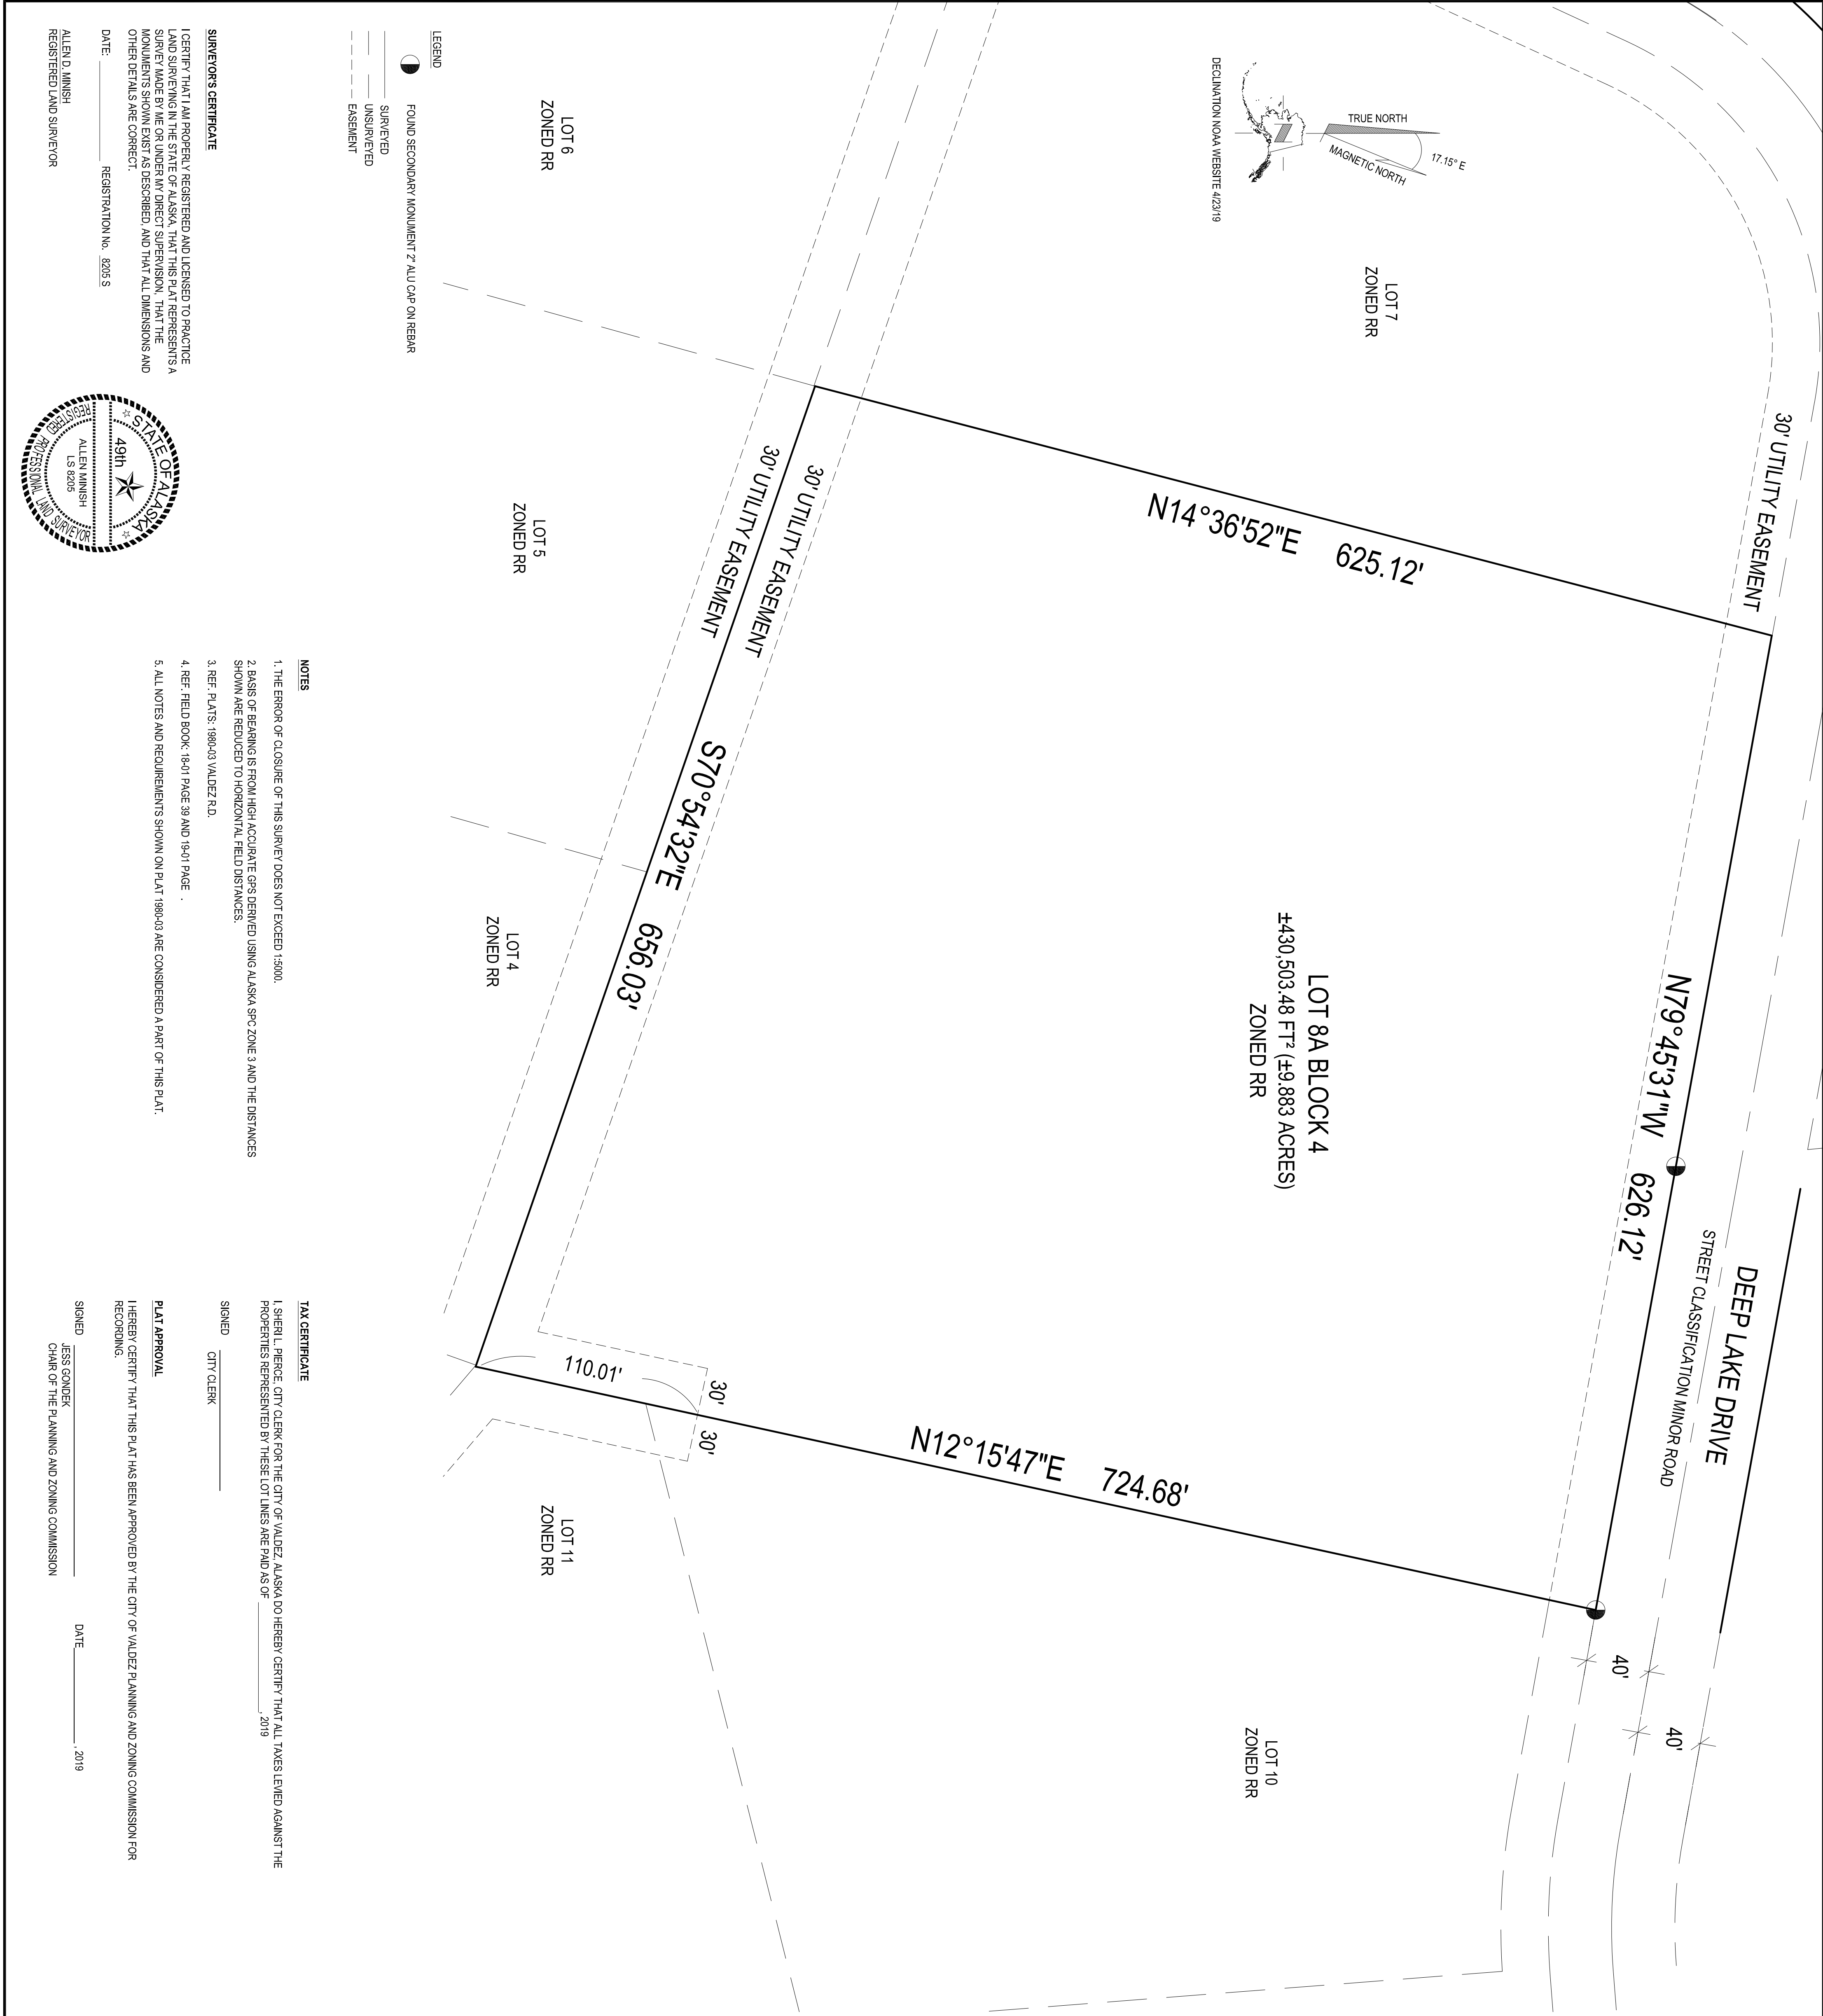 TRUE NORTH
MAGNETIC NORTH
17.15° E
DECLINATION NOAA WEBSITE 4/23/19
LOT 7
ZONED RR
30' UTILITY EASEMENT
N79°45'31"W 626.12'
DEEP LAKE DRIVE
STREET CLASSIFICATION MINOR ROAD
40'
40'
N14°36'52"E 625.12'
LOT 8A BLOCK 4
±430,503.48 FT² (±9.883 ACRES)
ZONED RR
LOT 10
ZONED RR
N12°15'47"E 724.68'
30' UTILITY EASEMENT
30' UTILITY EASEMENT
S70°54'32"E 656.03'
110.01'
30'
30'
LOT 6
ZONED RR
LOT 5
ZONED RR
LOT 4
ZONED RR
LOT 11
ZONED RR
LEGEND
FOUND SECONDARY MONUMENT 2" ALU CAP ON REBAR
SURVEYED
UNSURVEYED
EASEMENT
SURVEYOR'S CERTIFICATE
I CERTIFY THAT I AM PROPERLY REGISTERED AND LICENSED TO PRACTICE
LAND SURVEYING IN THE STATE OF ALASKA, THAT THIS PLAT REPRESENTS A
SURVEY MADE BY ME OR UNDER MY DIRECT SUPERVISION, THAT THE
MONUMENTS SHOWN EXIST AS DESCRIBED, AND THAT ALL DIMENSIONS AND
OTHER DETAILS ARE CORRECT.
DATE: REGISTRATION No. 8205 S
ALLEN D. MINISH
REGISTERED LAND SURVEYOR
STATE OF ALASKA
49th
ALLEN MINISH
LS 8205
REGISTERED PROFESSIONAL LAND SURVEYOR
NOTES
1. THE ERROR OF CLOSURE OF THIS SURVEY DOES NOT EXCEED 1:5000.
2. BASIS OF BEARING IS FROM HIGH ACCURATE GPS DERIVED USING ALASKA SPC ZONE 3 AND THE DISTANCES
SHOWN ARE REDUCED TO HORIZONTAL FIELD DISTANCES.
3. REF. PLATS: 1980-03 VALDEZ R.D.
4. REF. FIELD BOOK: 18-01 PAGE 39 AND 19-01 PAGE .
5. ALL NOTES AND REQUIREMENTS SHOWN ON PLAT 1980-03 ARE CONSIDERED A PART OF THIS PLAT.
TAX CERTIFICATE
I, SHERI L. PIERCE, CITY CLERK FOR THE CITY OF VALDEZ, ALASKA DO HEREBY CERTIFY THAT ALL TAXES LEVIED AGAINST THE
PROPERTIES REPRESENTED BY THESE LOT LINES ARE PAID AS OF , 2019
SIGNED
CITY CLERK
PLAT APPROVAL
I HEREBY CERTIFY THAT THIS PLAT HAS BEEN APPROVED BY THE CITY OF VALDEZ PLANNING AND ZONING COMMISSION FOR
RECORDING.
SIGNED DATE , 2019
JESS GONDEK
CHAIR OF THE PLANNING AND ZONING COMMISSION